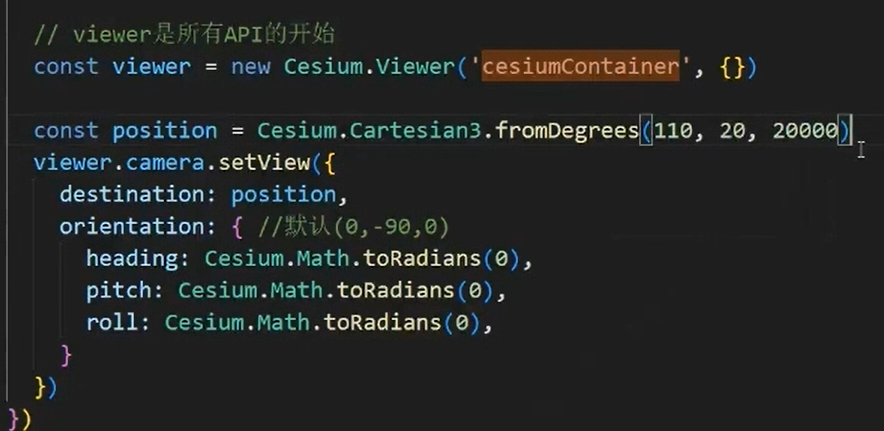 // viewer是所有API的开始
const viewer = new Cesium.Viewer('cesiumContainer', {})
const position = Cesium.Cartesian3.fromDegrees(110, 20, 20000)
viewer.camera.setView({
destination: position,
orientation: { //默认(0,-90,0)
heading: Cesium.Math.toRadians(0),
pitch: Cesium.Math.toRadians(0),
roll: Cesium.Math.toRadians(0),
}
})
})